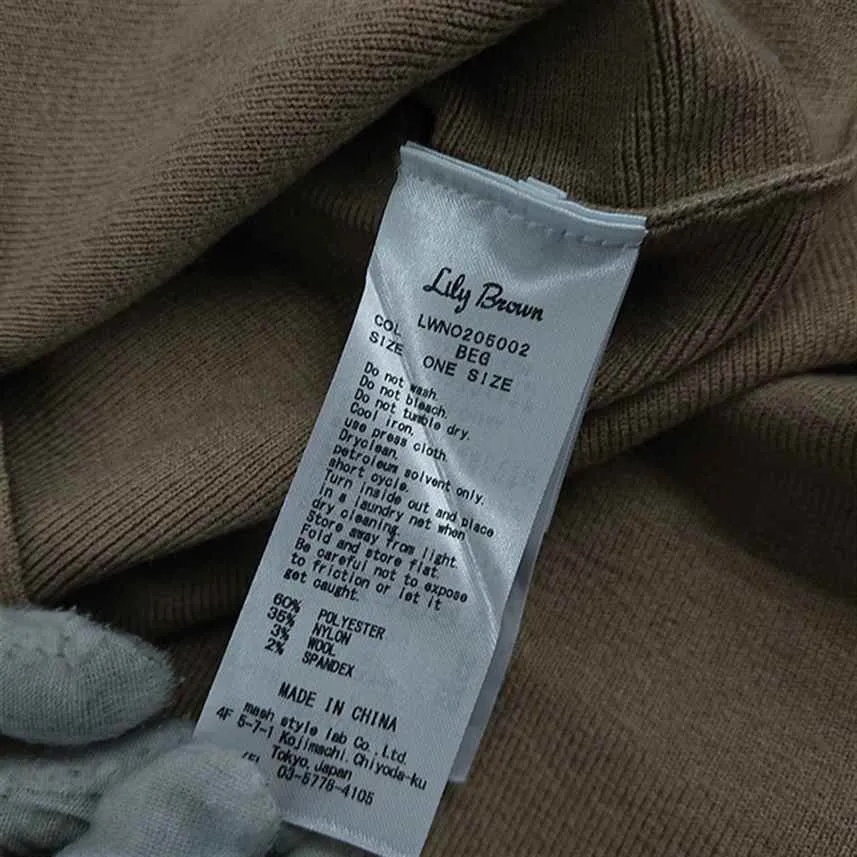 Lily Brown
LWNO205002
COL BEG
SIZE ONE SIZE
Do not wash.
Do not bleach.
Do not tumble dry.
Cool iron,
use press cloth.
Dryclean,
petroleum solvent only.
short cycle.
Turn inside out and place
in a laundry net when
dry cleaning.
Store away from light.
Fold and store flat.
Be careful not to expose
to friction or let it
get caught.
60% POLYESTER
35% NYLON
3% WOOL
2% SPANDEX
MADE IN CHINA
mash style lab Co.,Ltd.
4F 5-7-1 Kojimachi,Chiyoda-ku
Tokyo,Japan
03-5778-4105